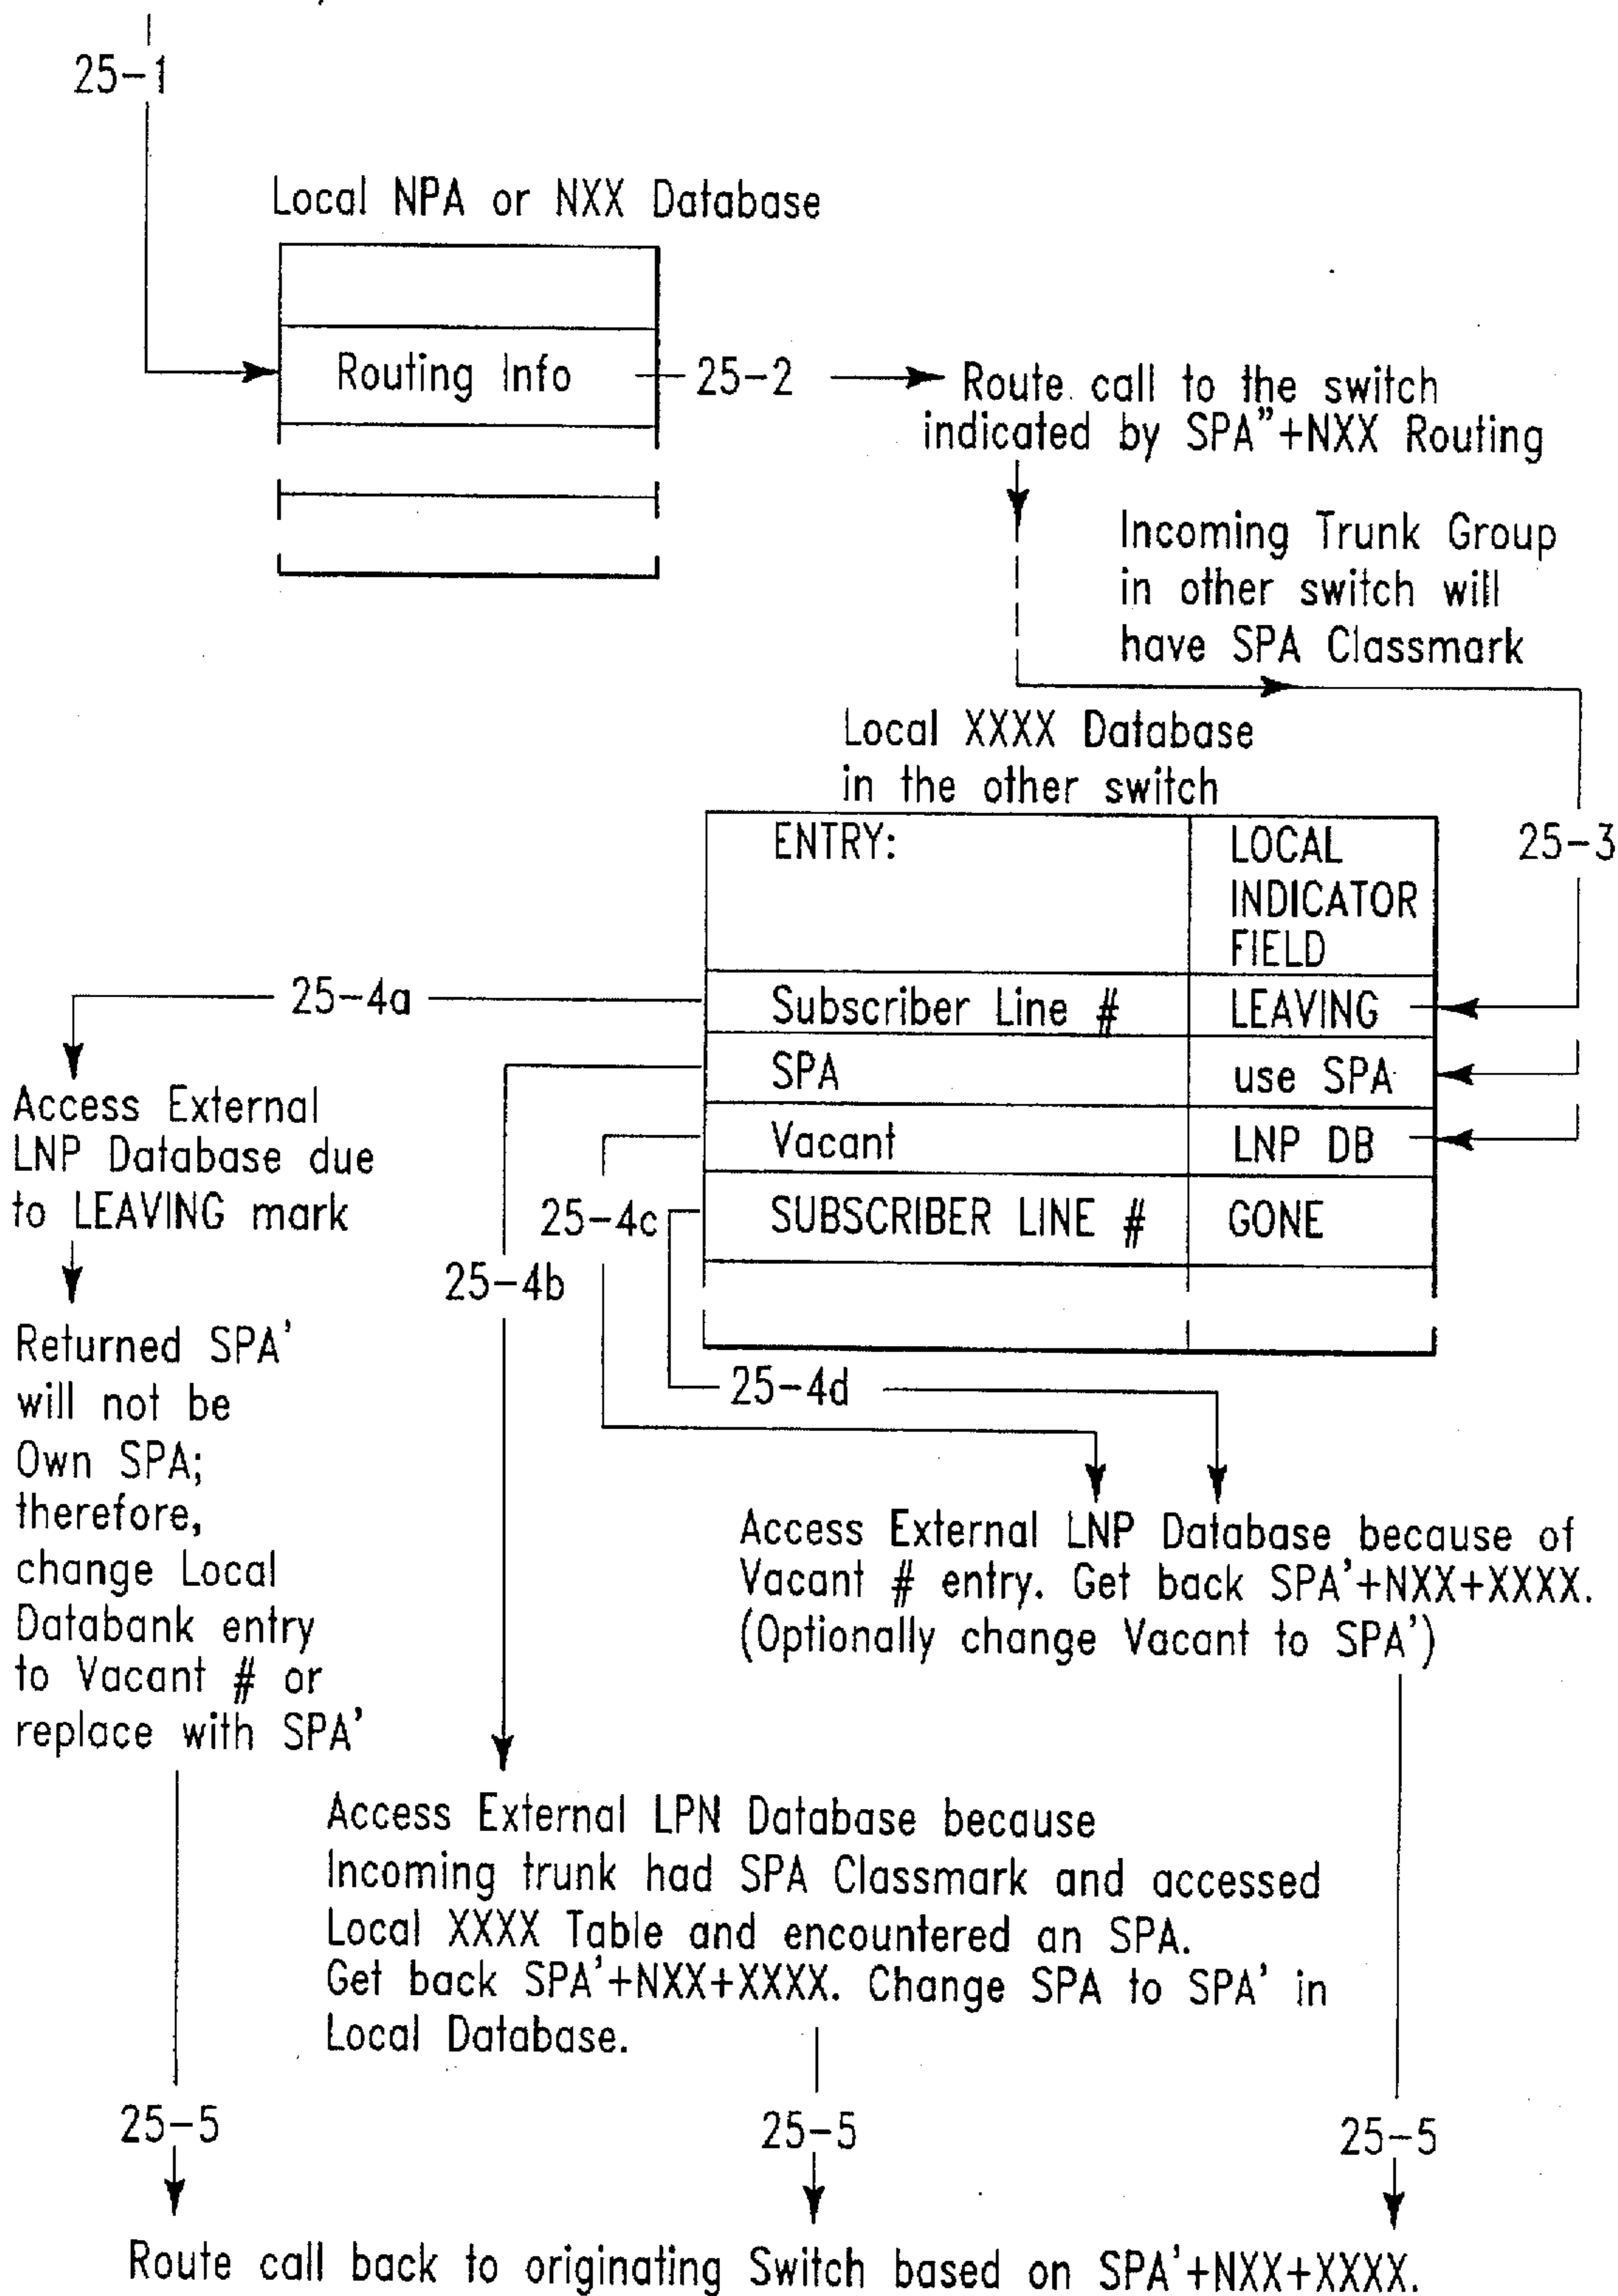 25-1
Local NPA or NXX Database
Routing Info
25-2
Route call to the switch
indicated by SPA"+NXX Routing
Incoming Trunk Group
in other switch will
have SPA Classmark
Local XXXX Database
in the other switch
ENTRY:
LOCAL
INDICATOR
FIELD
25-3
25-4a
Subscriber Line #
LEAVING
SPA
use SPA
Vacant
LNP DB
SUBSCRIBER LINE #
GONE
Access External
LNP Database due
to LEAVING mark
25-4c
25-4b
25-4d
Returned SPA'
will not be
Own SPA;
therefore,
change Local
Databank entry
to Vacant # or
replace with SPA'
Access External LNP Database because of
Vacant # entry. Get back SPA'+NXX+XXXX.
(Optionally change Vacant to SPA')
Access External LPN Database because
Incoming trunk had SPA Classmark and accessed
Local XXXX Table and encountered an SPA.
Get back SPA'+NXX+XXXX. Change SPA to SPA' in
Local Database.
25-5
25-5
25-5
Route call back to originating Switch based on SPA'+NXX+XXXX.